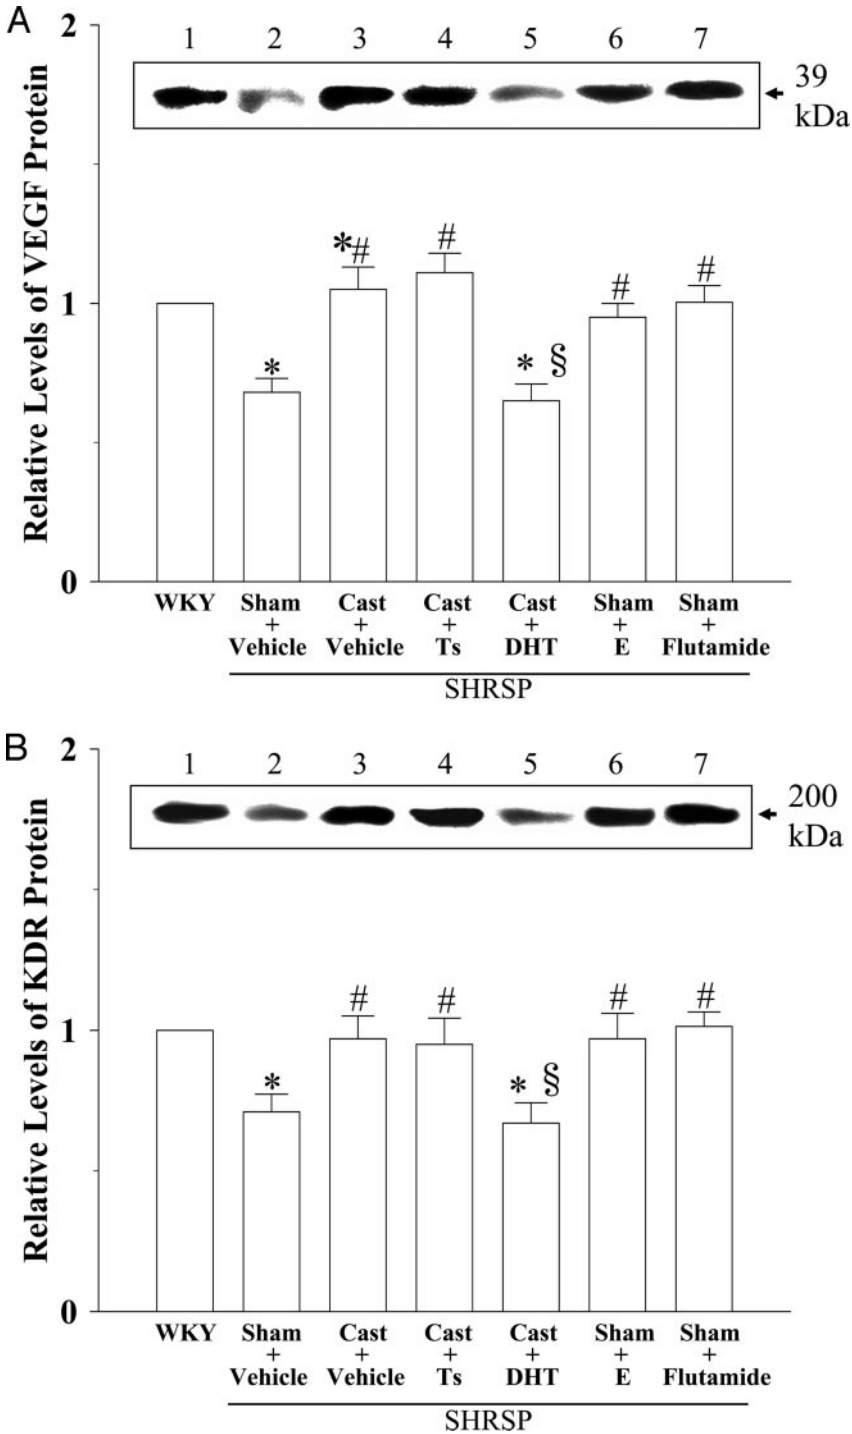 A
2
1 2 3 4 5 6 7
39
kDa
Relative Levels of VEGF Protein
*# #
# #
1
* * §
0
WKY Sham Cast Cast Cast Sham Sham
+ + + + + +
Vehicle Vehicle Ts DHT E Flutamide
SHRSP
B
2
1 2 3 4 5 6 7
200
kDa
Relative Levels of KDR Protein
# # # #
1
* * §
0
WKY Sham Cast Cast Cast Sham Sham
+ + + + + +
Vehicle Vehicle Ts DHT E Flutamide
SHRSP